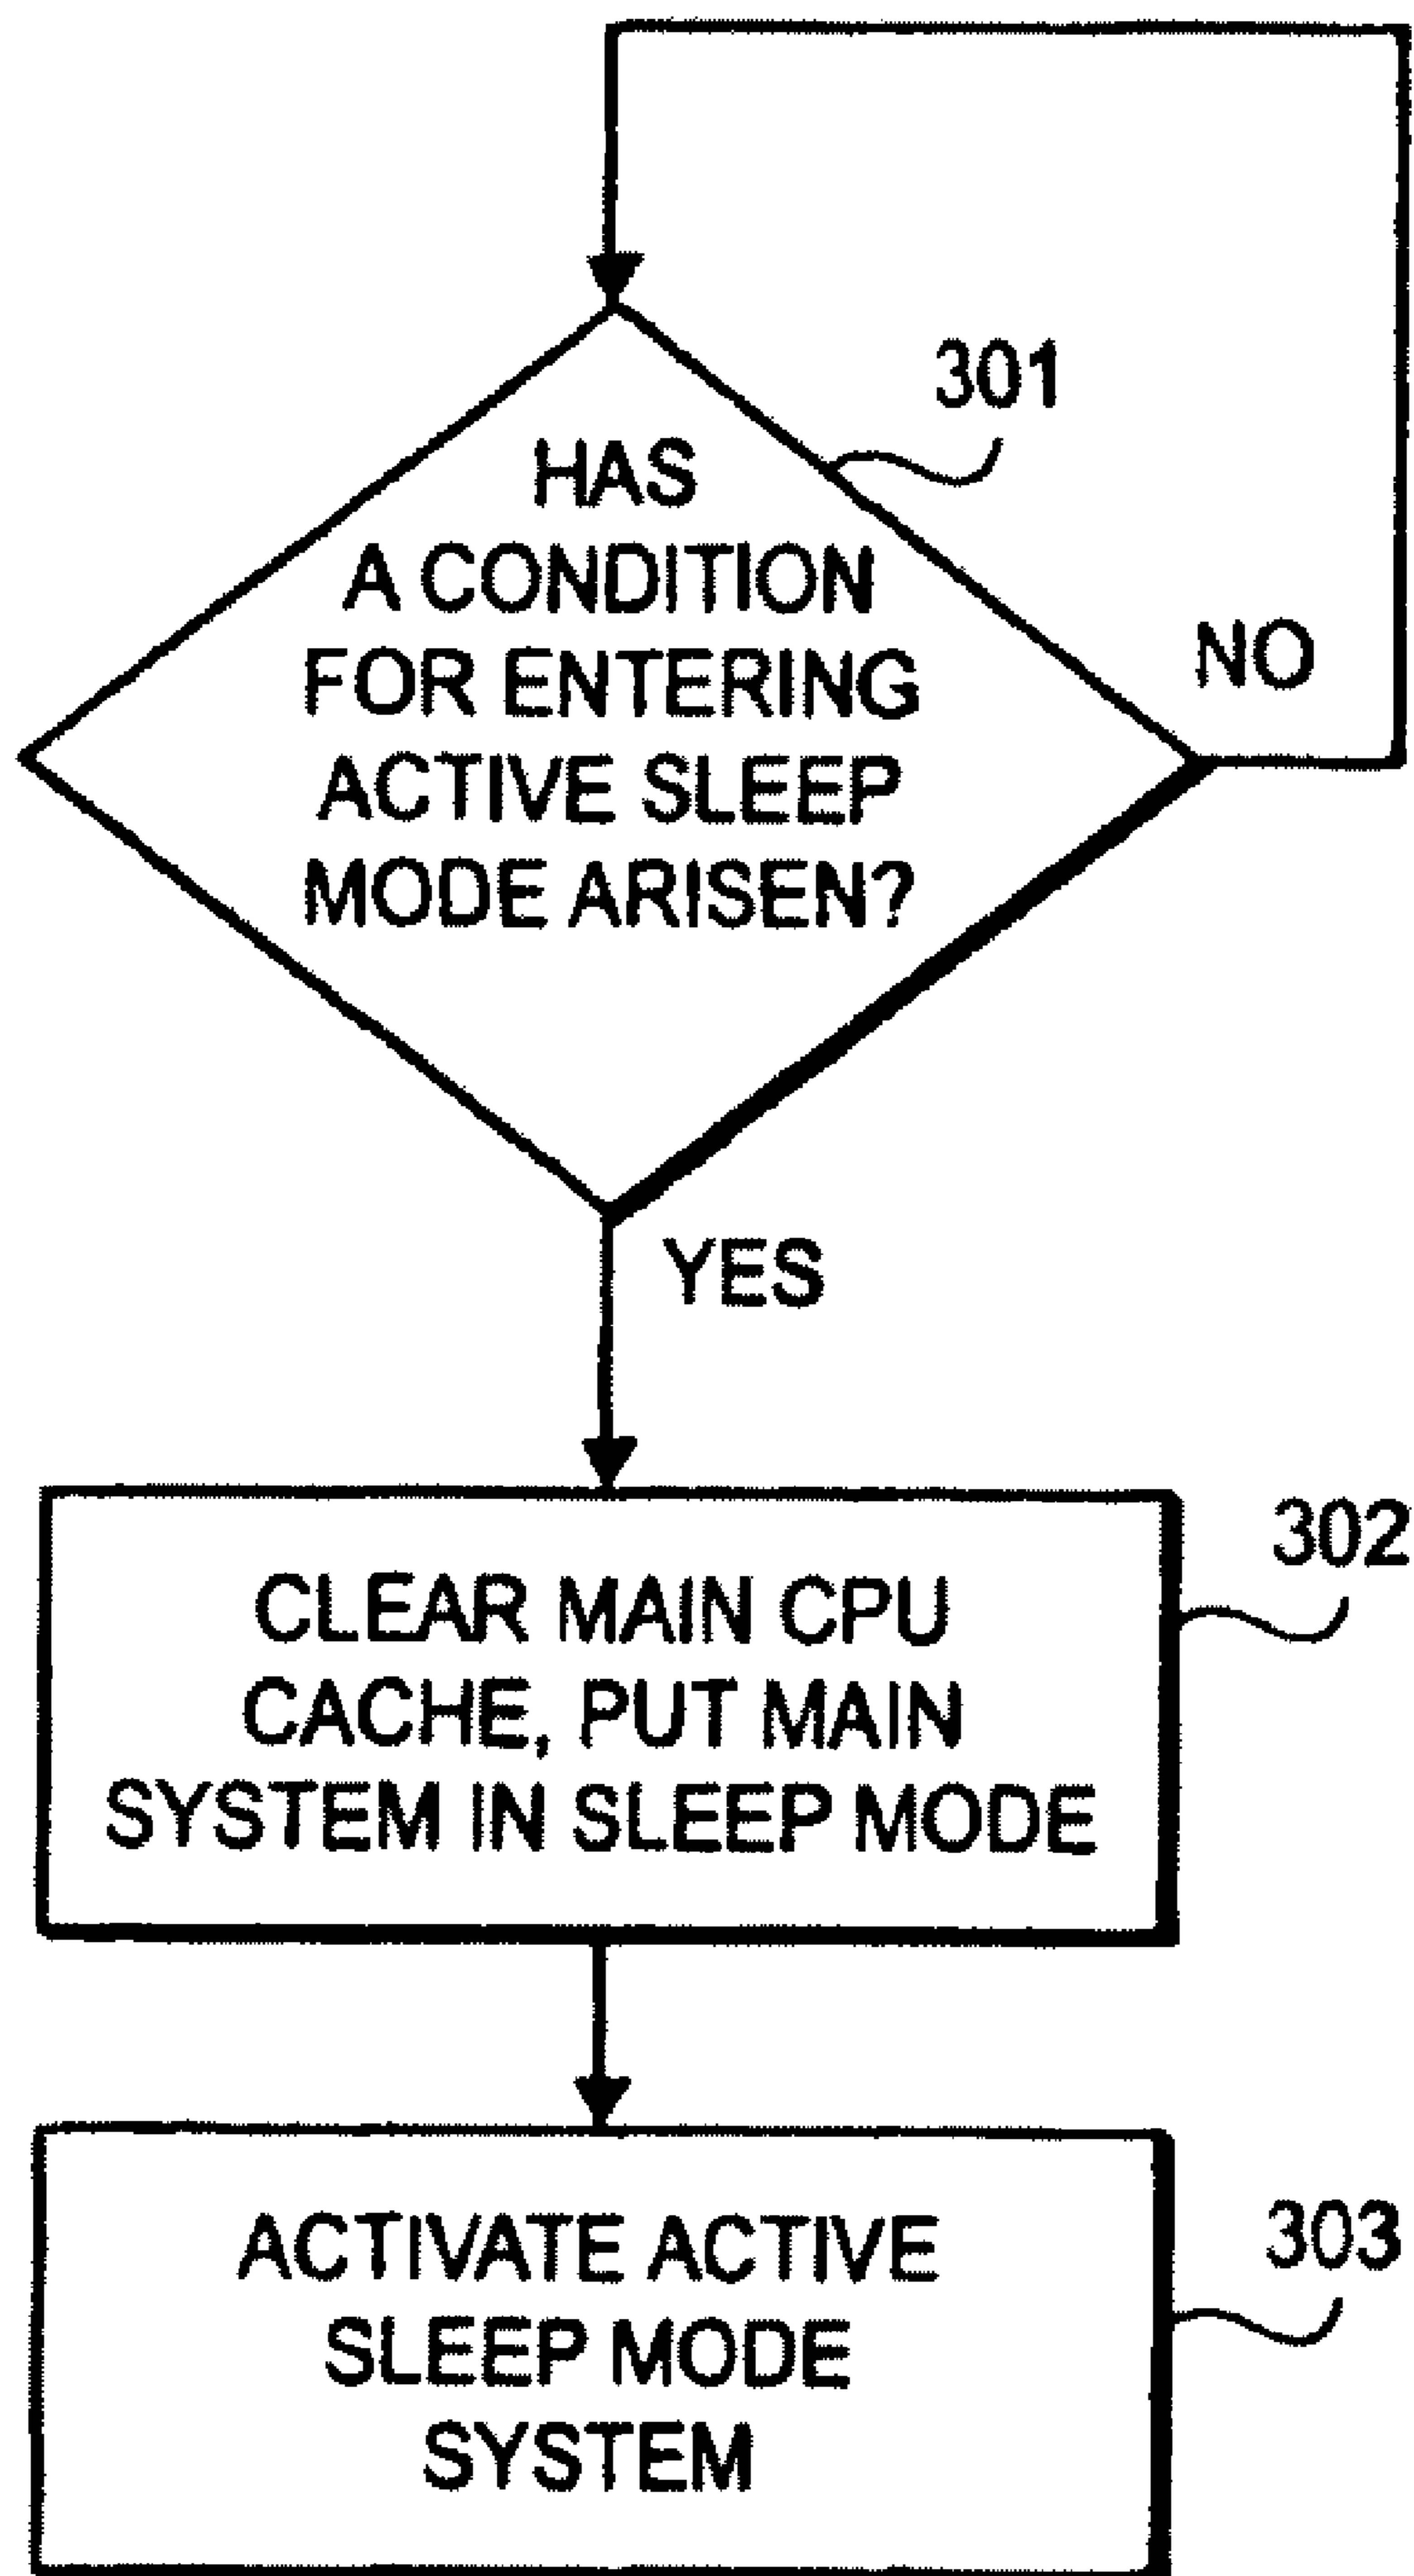 301
HAS
A CONDITION
FOR ENTERING
ACTIVE SLEEP
MODE ARISEN?
NO
YES
302
CLEAR MAIN CPU
CACHE, PUT MAIN
SYSTEM IN SLEEP MODE
303
ACTIVATE ACTIVE
SLEEP MODE
SYSTEM